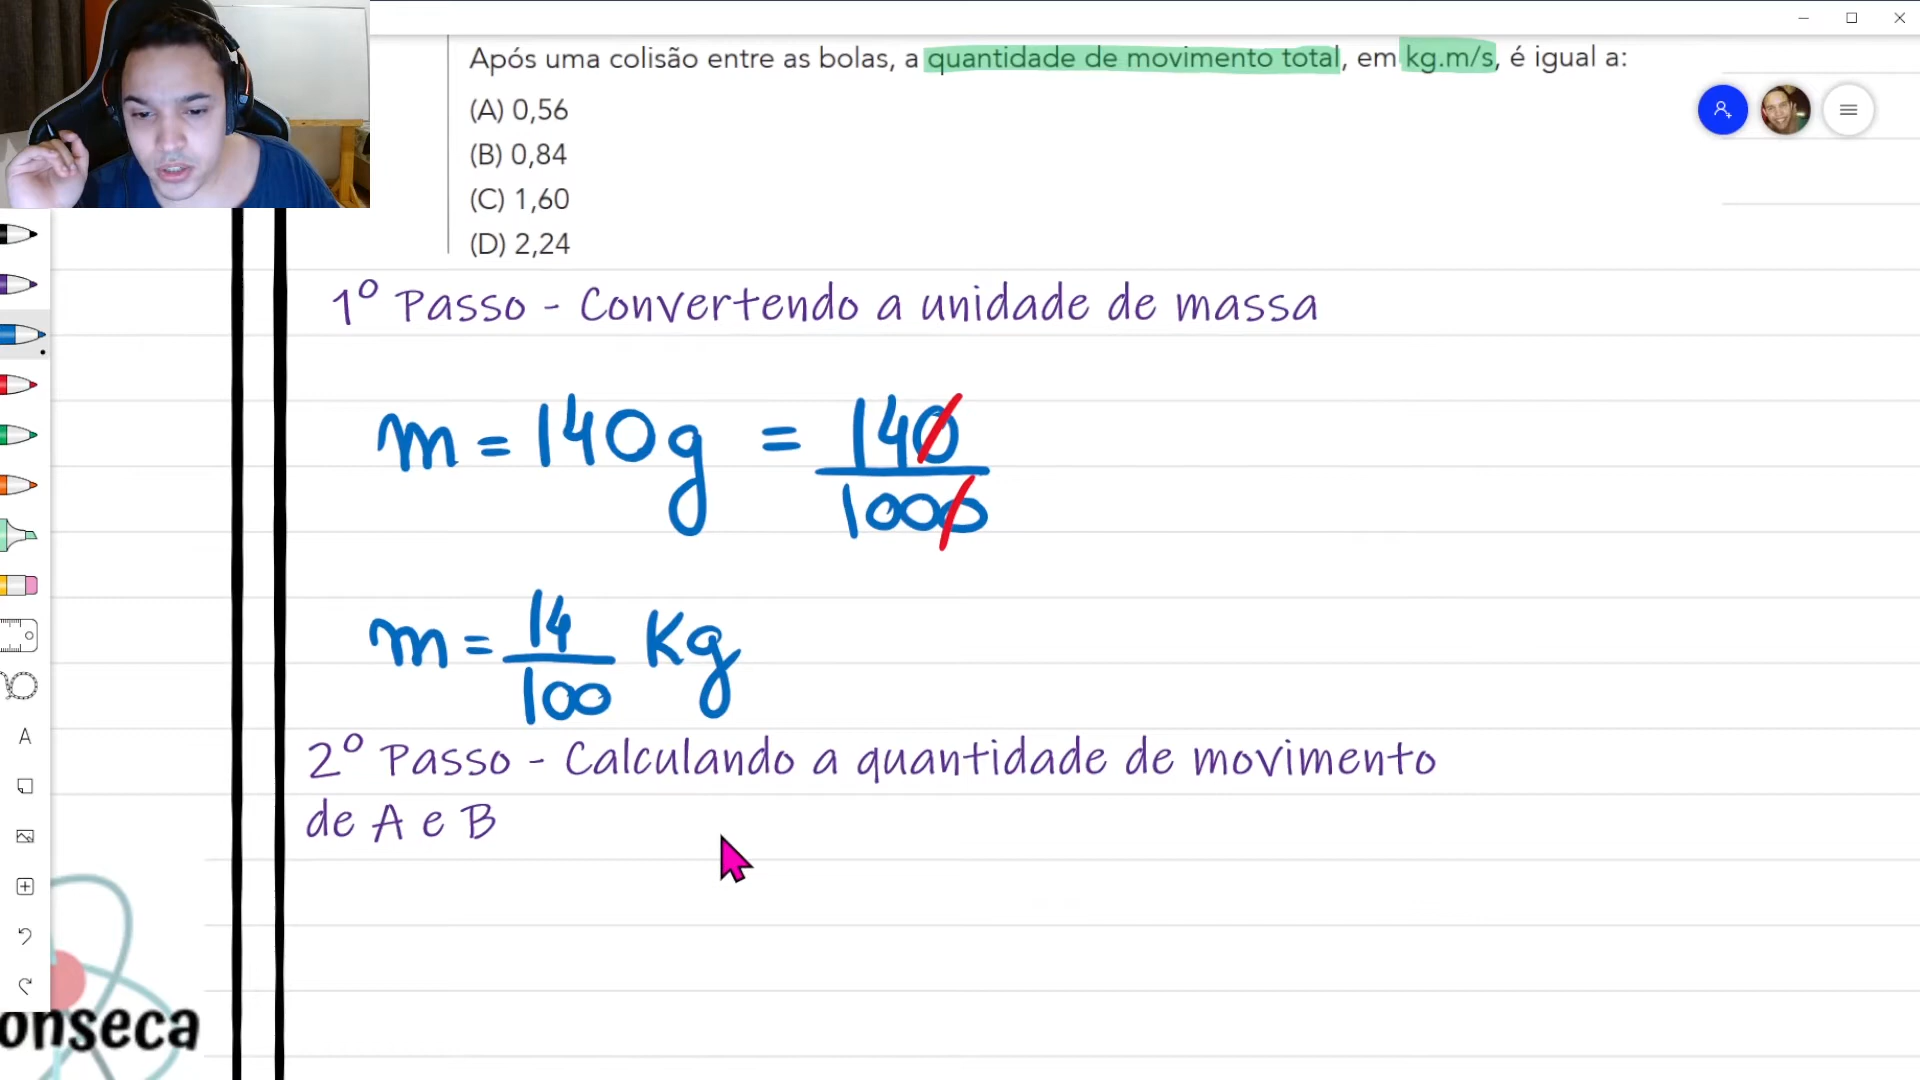 Após uma colisão entre as bolas, a quantidade de movimento total, em kg.m/s, é igual a:
(A) 0,56
(B) 0,84
(C) 1,60
(D) 2,24
1º Passo - Convertendo a unidade de massa
m = 140g = 140/1000
m = 14/100 Kg
2º Passo - Calculando a quantidade de movimento
de A e B
A
onseca